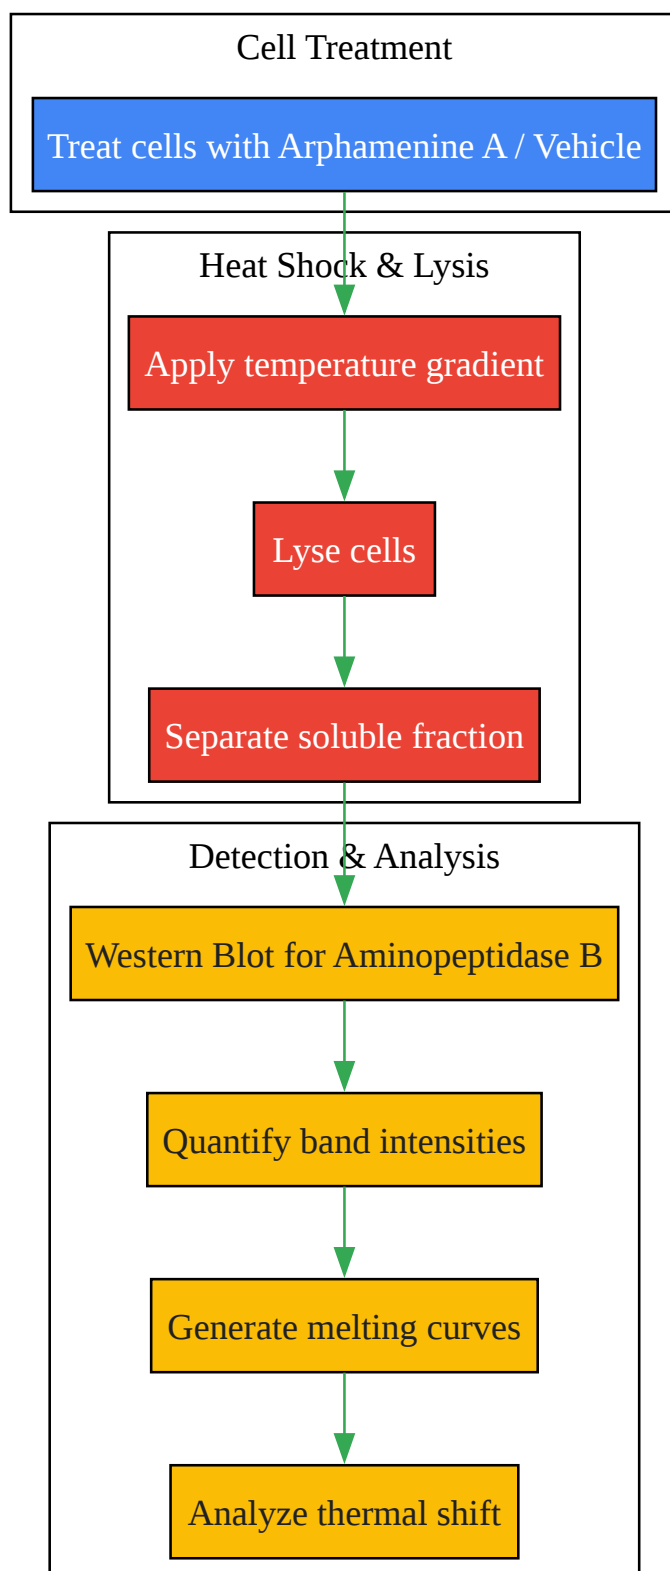 Cell Treatment
Treat cells with Arphamenine A / Vehicle
Heat Shock & Lysis
Apply temperature gradient
Lyse cells
Separate soluble fraction
Detection & Analysis
Western Blot for Aminopeptidase B
Quantify band intensities
Generate melting curves
Analyze thermal shift